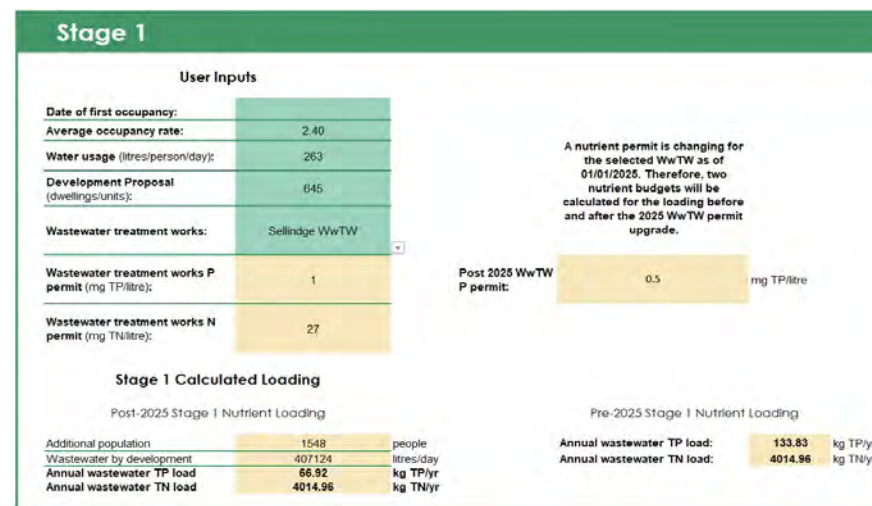 Stage 1
User Inputs
Date of first occupancy:
Average occupancy rate: 2.40
Water usage (litres/person/day): 263
Development Proposal
(dwellings/units): 645
Wastewater treatment works: Sellindge WwTW
Wastewater treatment works P
permit (mg TP/litre): 1
Wastewater treatment works N
permit (mg TN/litre): 27
A nutrient permit is changing for
the selected WwTW as of
01/01/2025. Therefore, two
nutrient budgets will be
calculated for the loading before
and after the 2025 WwTW permit
upgrade.
Post 2025 WwTW
P permit: 0.5 mg TP/litre
Stage 1 Calculated Loading
Post-2025 Stage 1 Nutrient Loading
Additional population 1548 people
Wastewater by development 407124 litres/day
Annual wastewater TP load 66.92 kg TP/yr
Annual wastewater TN load 4014.96 kg TN/yr
Pre-2025 Stage 1 Nutrient Loading
Annual wastewater TP load: 133.83 kg TP/y
Annual wastewater TN load: 4014.96 kg TN/y